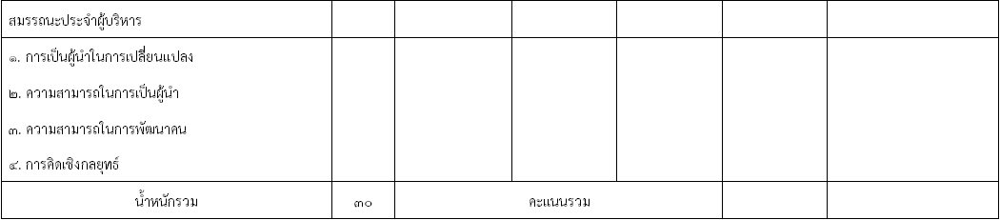 สมรรถนะประจำผู้บริหาร
๑. การเป็นผู้นำในการเปลี่ยนแปลง
๒. ความสามารถในการเป็นผู้นำ
๓. ความสามารถในการพัฒนาคน
๔. การคิดเชิงกลยุทธ์
น้ำหนักรวม ๓๐ คะแนนรวม